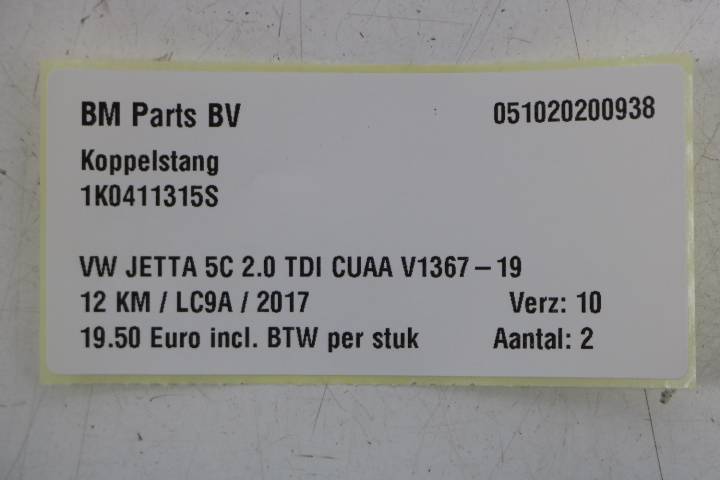 BM Parts BV 051020200938
Koppelstang
1K0411315S
VW JETTA 5C 2.0 TDI CUAA V1367 – 19
12 KM / LC9A / 2017 Verz: 10
19.50 Euro incl. BTW per stuk Aantal: 2